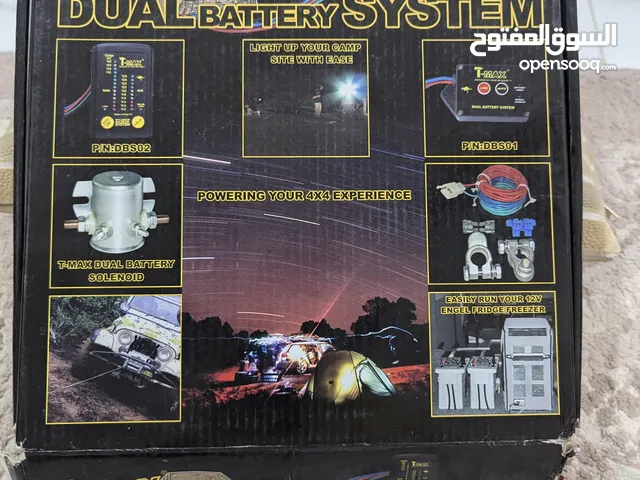 DUAL BATTERY SYSTEM
السوق المفتوح
opensooq.com
LIGHT UP YOUR CAMP
SITE WITH EASE
T-MAX
P/N:DBS02
T-MAX
DUAL BATTERY SYSTEM
P/N:DBS01
POWERING YOUR 4X4 EXPERIENCE
T-MAX DUAL BATTERY
SOLENOID
EASILY RUN YOUR 12V
ENGEL FRIDGE/FREEZER
T-MAX